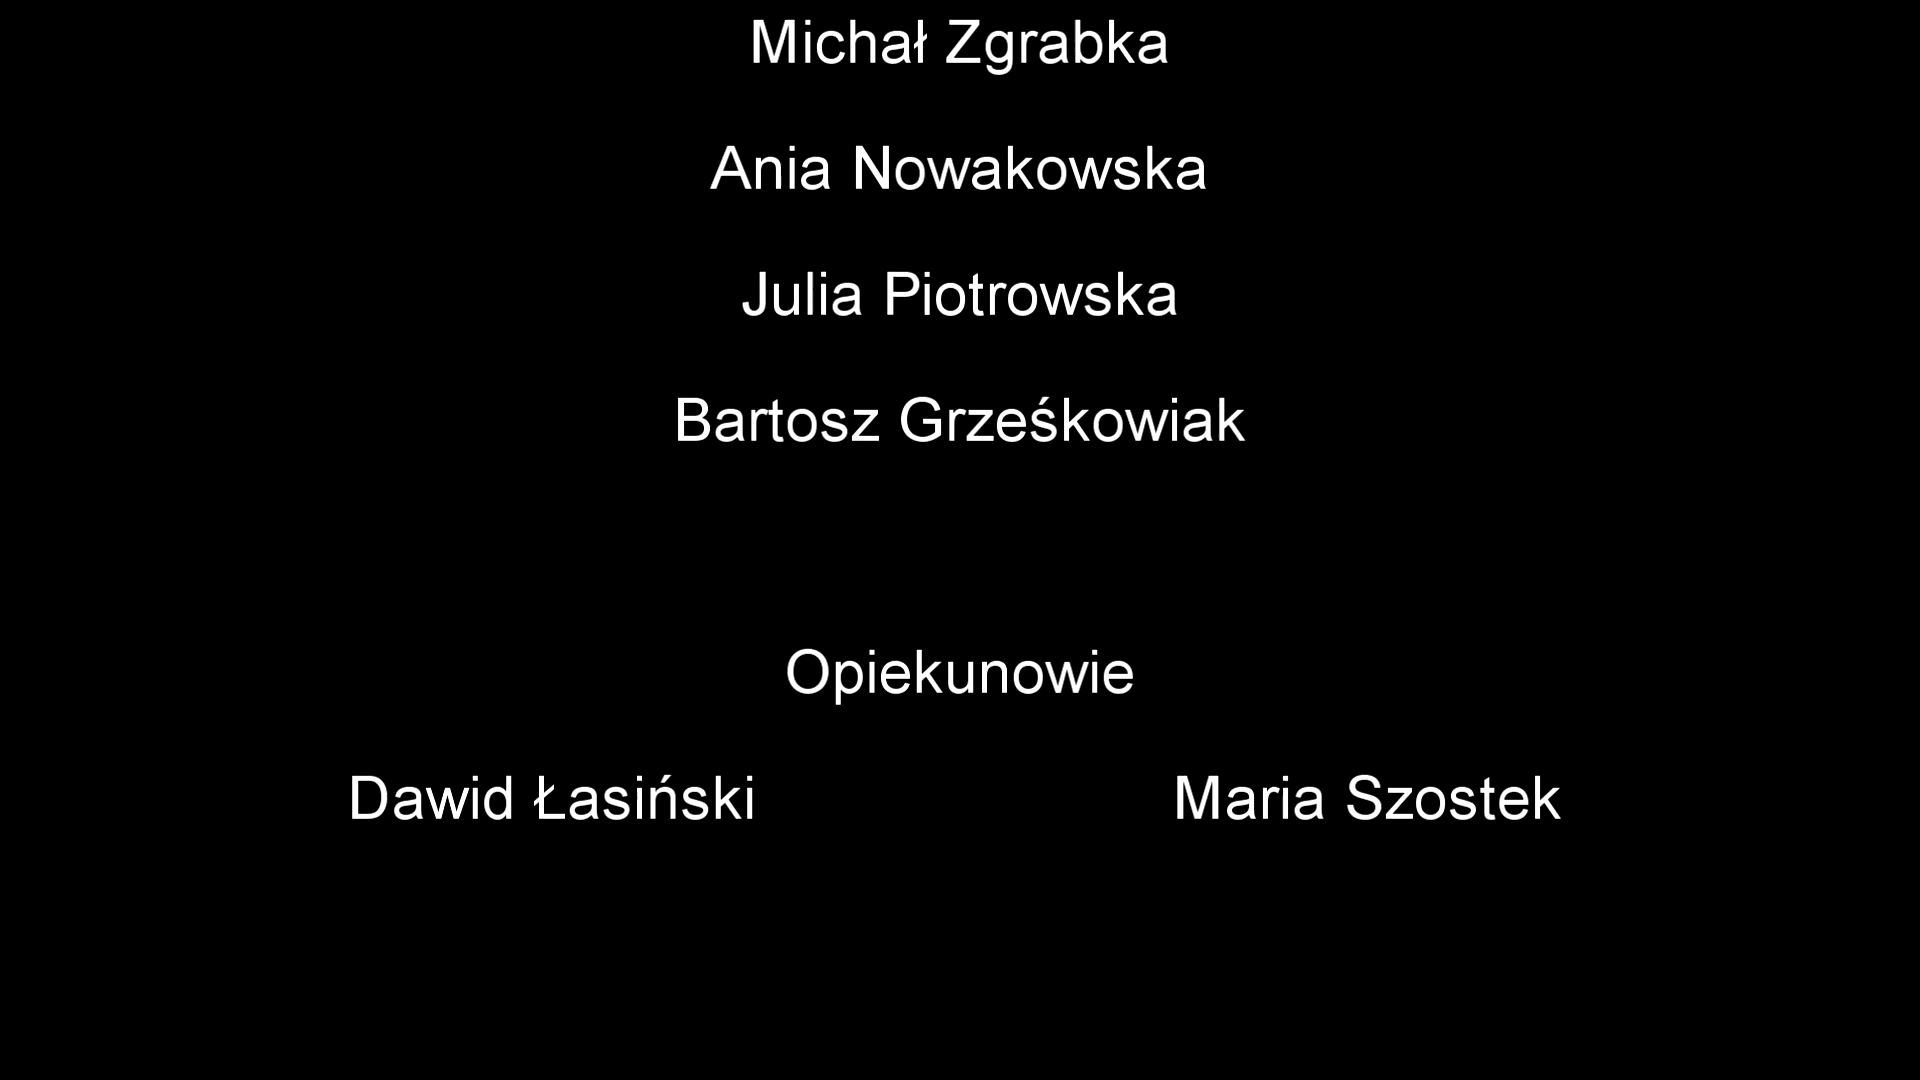 Michał Zgrabka
Ania Nowakowska
Julia Piotrowska
Bartosz Grześkowiak
Opiekunowie
Dawid Łasiński Maria Szostek